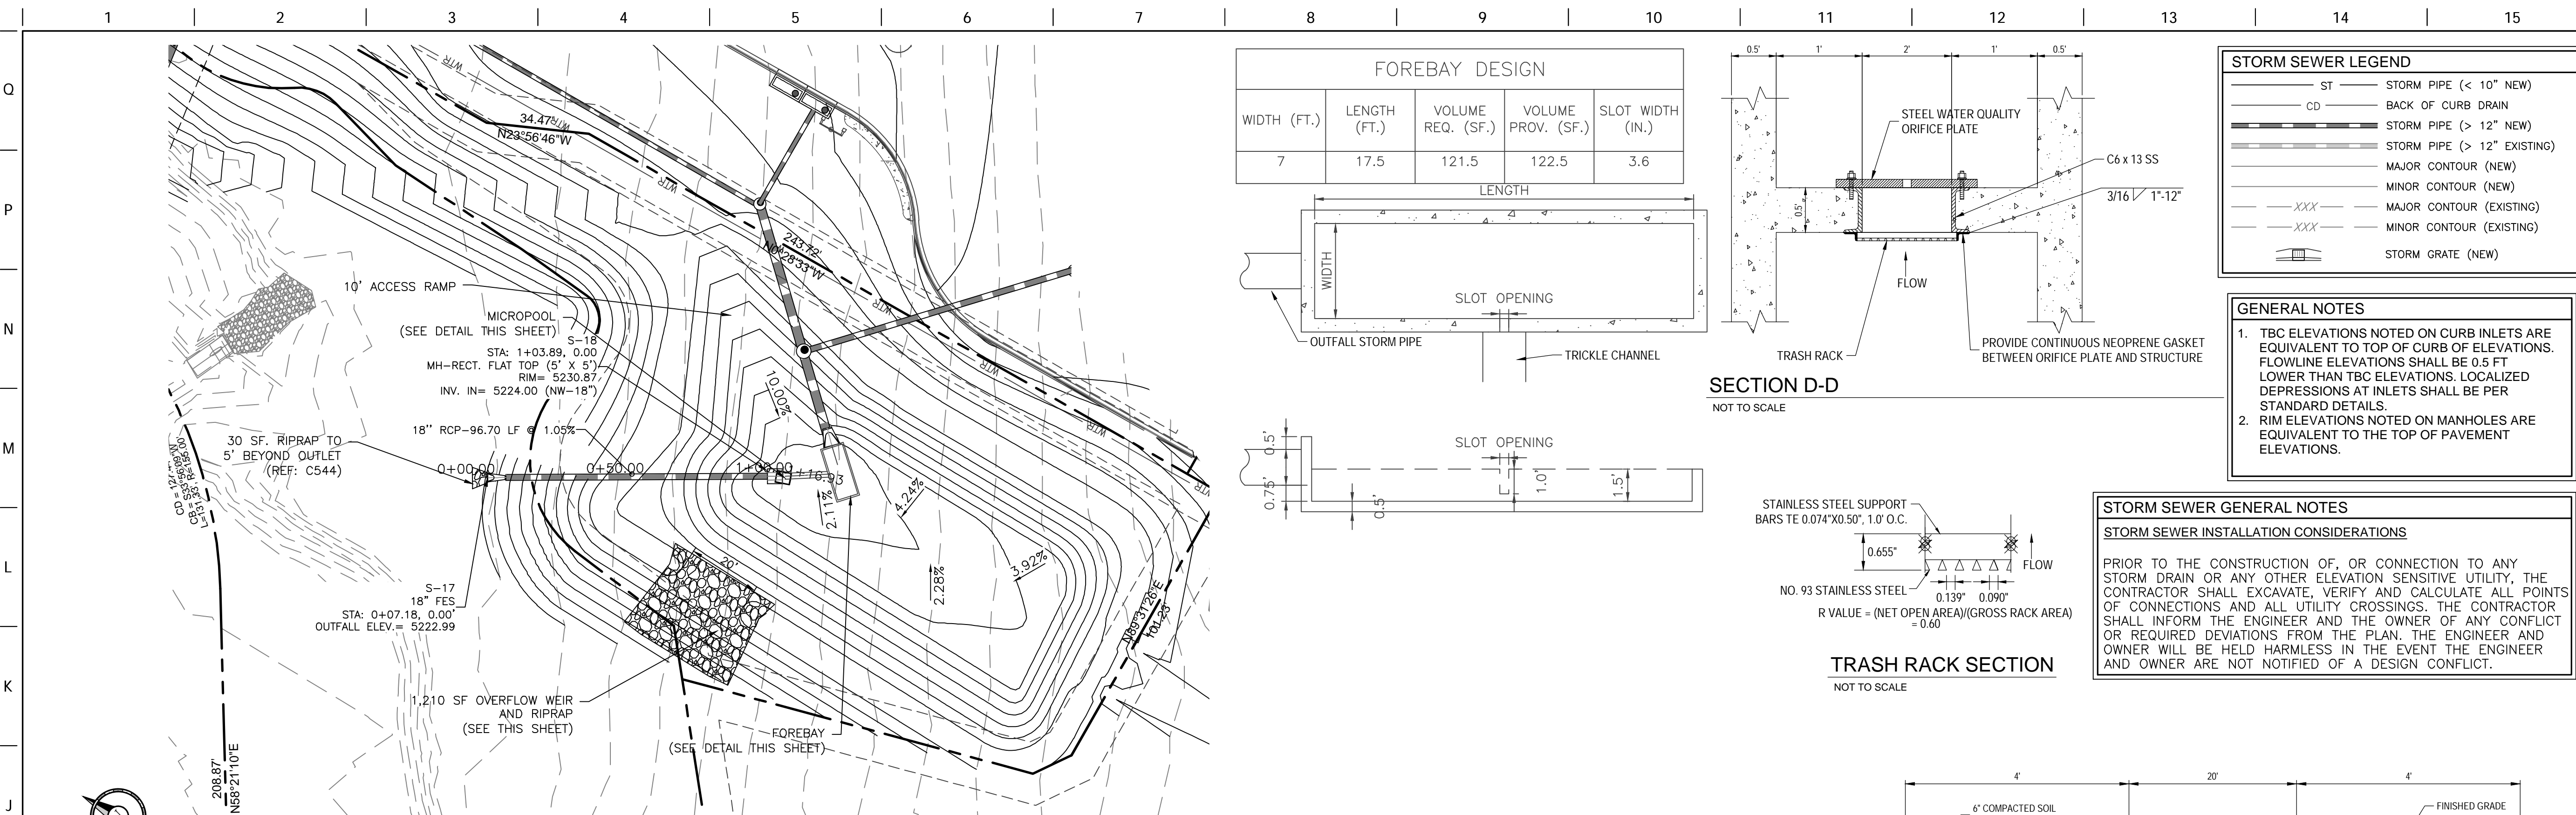 1 2 3 4 5 6 7 8 9 10 11 12 13 14 15
Q
P
N
M
L
K
J
WTR
34.47'
N23°56'46"W
WTR
WTR
243.72'
28'33"W
WTR
WTR
10' ACCESS RAMP
MICROPOOL
(SEE DETAIL THIS SHEET)
S-18
STA: 1+03.89, 0.00
MH-RECT. FLAT TOP (5' X 5')
RIM= 5230.87
INV. IN= 5224.00 (NW-18")
18" RCP-96.70 LF @ 1.05%
30 SF. RIPRAP TO
5' BEYOND OUTLET
(REF: C544)
0+00.00
0+50.00
1+00.00
+16.93
10.00%
2.11%
4.24%
2.28%
3.92%
20'
S-17
18" FES
STA: 0+07.18, 0.00'
OUTFALL ELEV.= 5222.99
1,210 SF OVERFLOW WEIR
AND RIPRAP
(SEE THIS SHEET)
FOREBAY
(SEE DETAIL THIS SHEET)
N89°31'26"E
101.23'
208.87'
N58°21'10"E
FOREBAY DESIGN
WIDTH (FT.)
LENGTH
(FT.)
VOLUME
REQ. (SF.)
VOLUME
PROV. (SF.)
SLOT WIDTH
(IN.)
7 17.5 121.5 122.5 3.6
LENGTH
WIDTH
SLOT OPENING
OUTFALL STORM PIPE
TRICKLE CHANNEL
SLOT OPENING
0.5'
0.75'
0.5'
1.0'
1.5'
0.5' 1' 2' 1' 0.5'
STEEL WATER QUALITY
ORIFICE PLATE
C6 x 13 SS
3/16 1"-12"
0.5'
FLOW
TRASH RACK
PROVIDE CONTINUOUS NEOPRENE GASKET
BETWEEN ORIFICE PLATE AND STRUCTURE
SECTION D-D
NOT TO SCALE
STAINLESS STEEL SUPPORT
BARS TE 0.074"X0.50", 1.0' O.C.
0.655"
FLOW
NO. 93 STAINLESS STEEL
0.139" 0.090"
R VALUE = (NET OPEN AREA)/(GROSS RACK AREA)
= 0.60
TRASH RACK SECTION
NOT TO SCALE
STORM SEWER LEGEND
ST STORM PIPE (< 10" NEW)
CD BACK OF CURB DRAIN
STORM PIPE (> 12" NEW)
STORM PIPE (> 12" EXISTING)
MAJOR CONTOUR (NEW)
MINOR CONTOUR (NEW)
XXX MAJOR CONTOUR (EXISTING)
XXX MINOR CONTOUR (EXISTING)
STORM GRATE (NEW)
GENERAL NOTES
1. TBC ELEVATIONS NOTED ON CURB INLETS ARE
EQUIVALENT TO TOP OF CURB OF ELEVATIONS.
FLOWLINE ELEVATIONS SHALL BE 0.5 FT
LOWER THAN TBC ELEVATIONS. LOCALIZED
DEPRESSIONS AT INLETS SHALL BE PER
STANDARD DETAILS.
2. RIM ELEVATIONS NOTED ON MANHOLES ARE
EQUIVALENT TO THE TOP OF PAVEMENT
ELEVATIONS.
STORM SEWER GENERAL NOTES
STORM SEWER INSTALLATION CONSIDERATIONS
PRIOR TO THE CONSTRUCTION OF, OR CONNECTION TO ANY
STORM DRAIN OR ANY OTHER ELEVATION SENSITIVE UTILITY, THE
CONTRACTOR SHALL EXCAVATE, VERIFY AND CALCULATE ALL POINTS
OF CONNECTIONS AND ALL UTILITY CROSSINGS. THE CONTRACTOR
SHALL INFORM THE ENGINEER AND THE OWNER OF ANY CONFLICT
OR REQUIRED DEVIATIONS FROM THE PLAN. THE ENGINEER AND
OWNER WILL BE HELD HARMLESS IN THE EVENT THE ENGINEER
AND OWNER ARE NOT NOTIFIED OF A DESIGN CONFLICT.
4' 20' 4'
6" COMPACTED SOIL
FINISHED GRADE